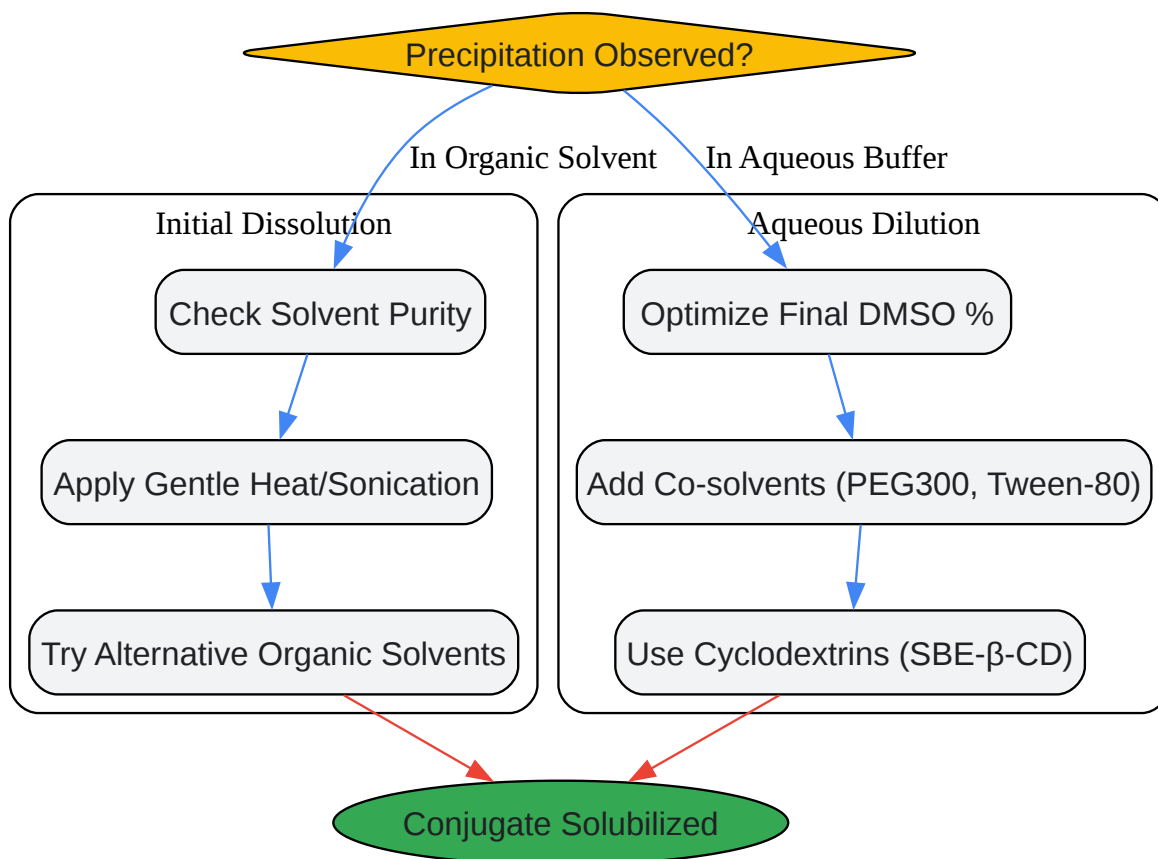 Precipitation Observed?
In Organic Solvent
In Aqueous Buffer
Initial Dissolution
Check Solvent Purity
Apply Gentle Heat/Sonication
Try Alternative Organic Solvents
Aqueous Dilution
Optimize Final DMSO %
Add Co-solvents (PEG300, Tween-80)
Use Cyclodextrins (SBE-β-CD)
Conjugate Solubilized